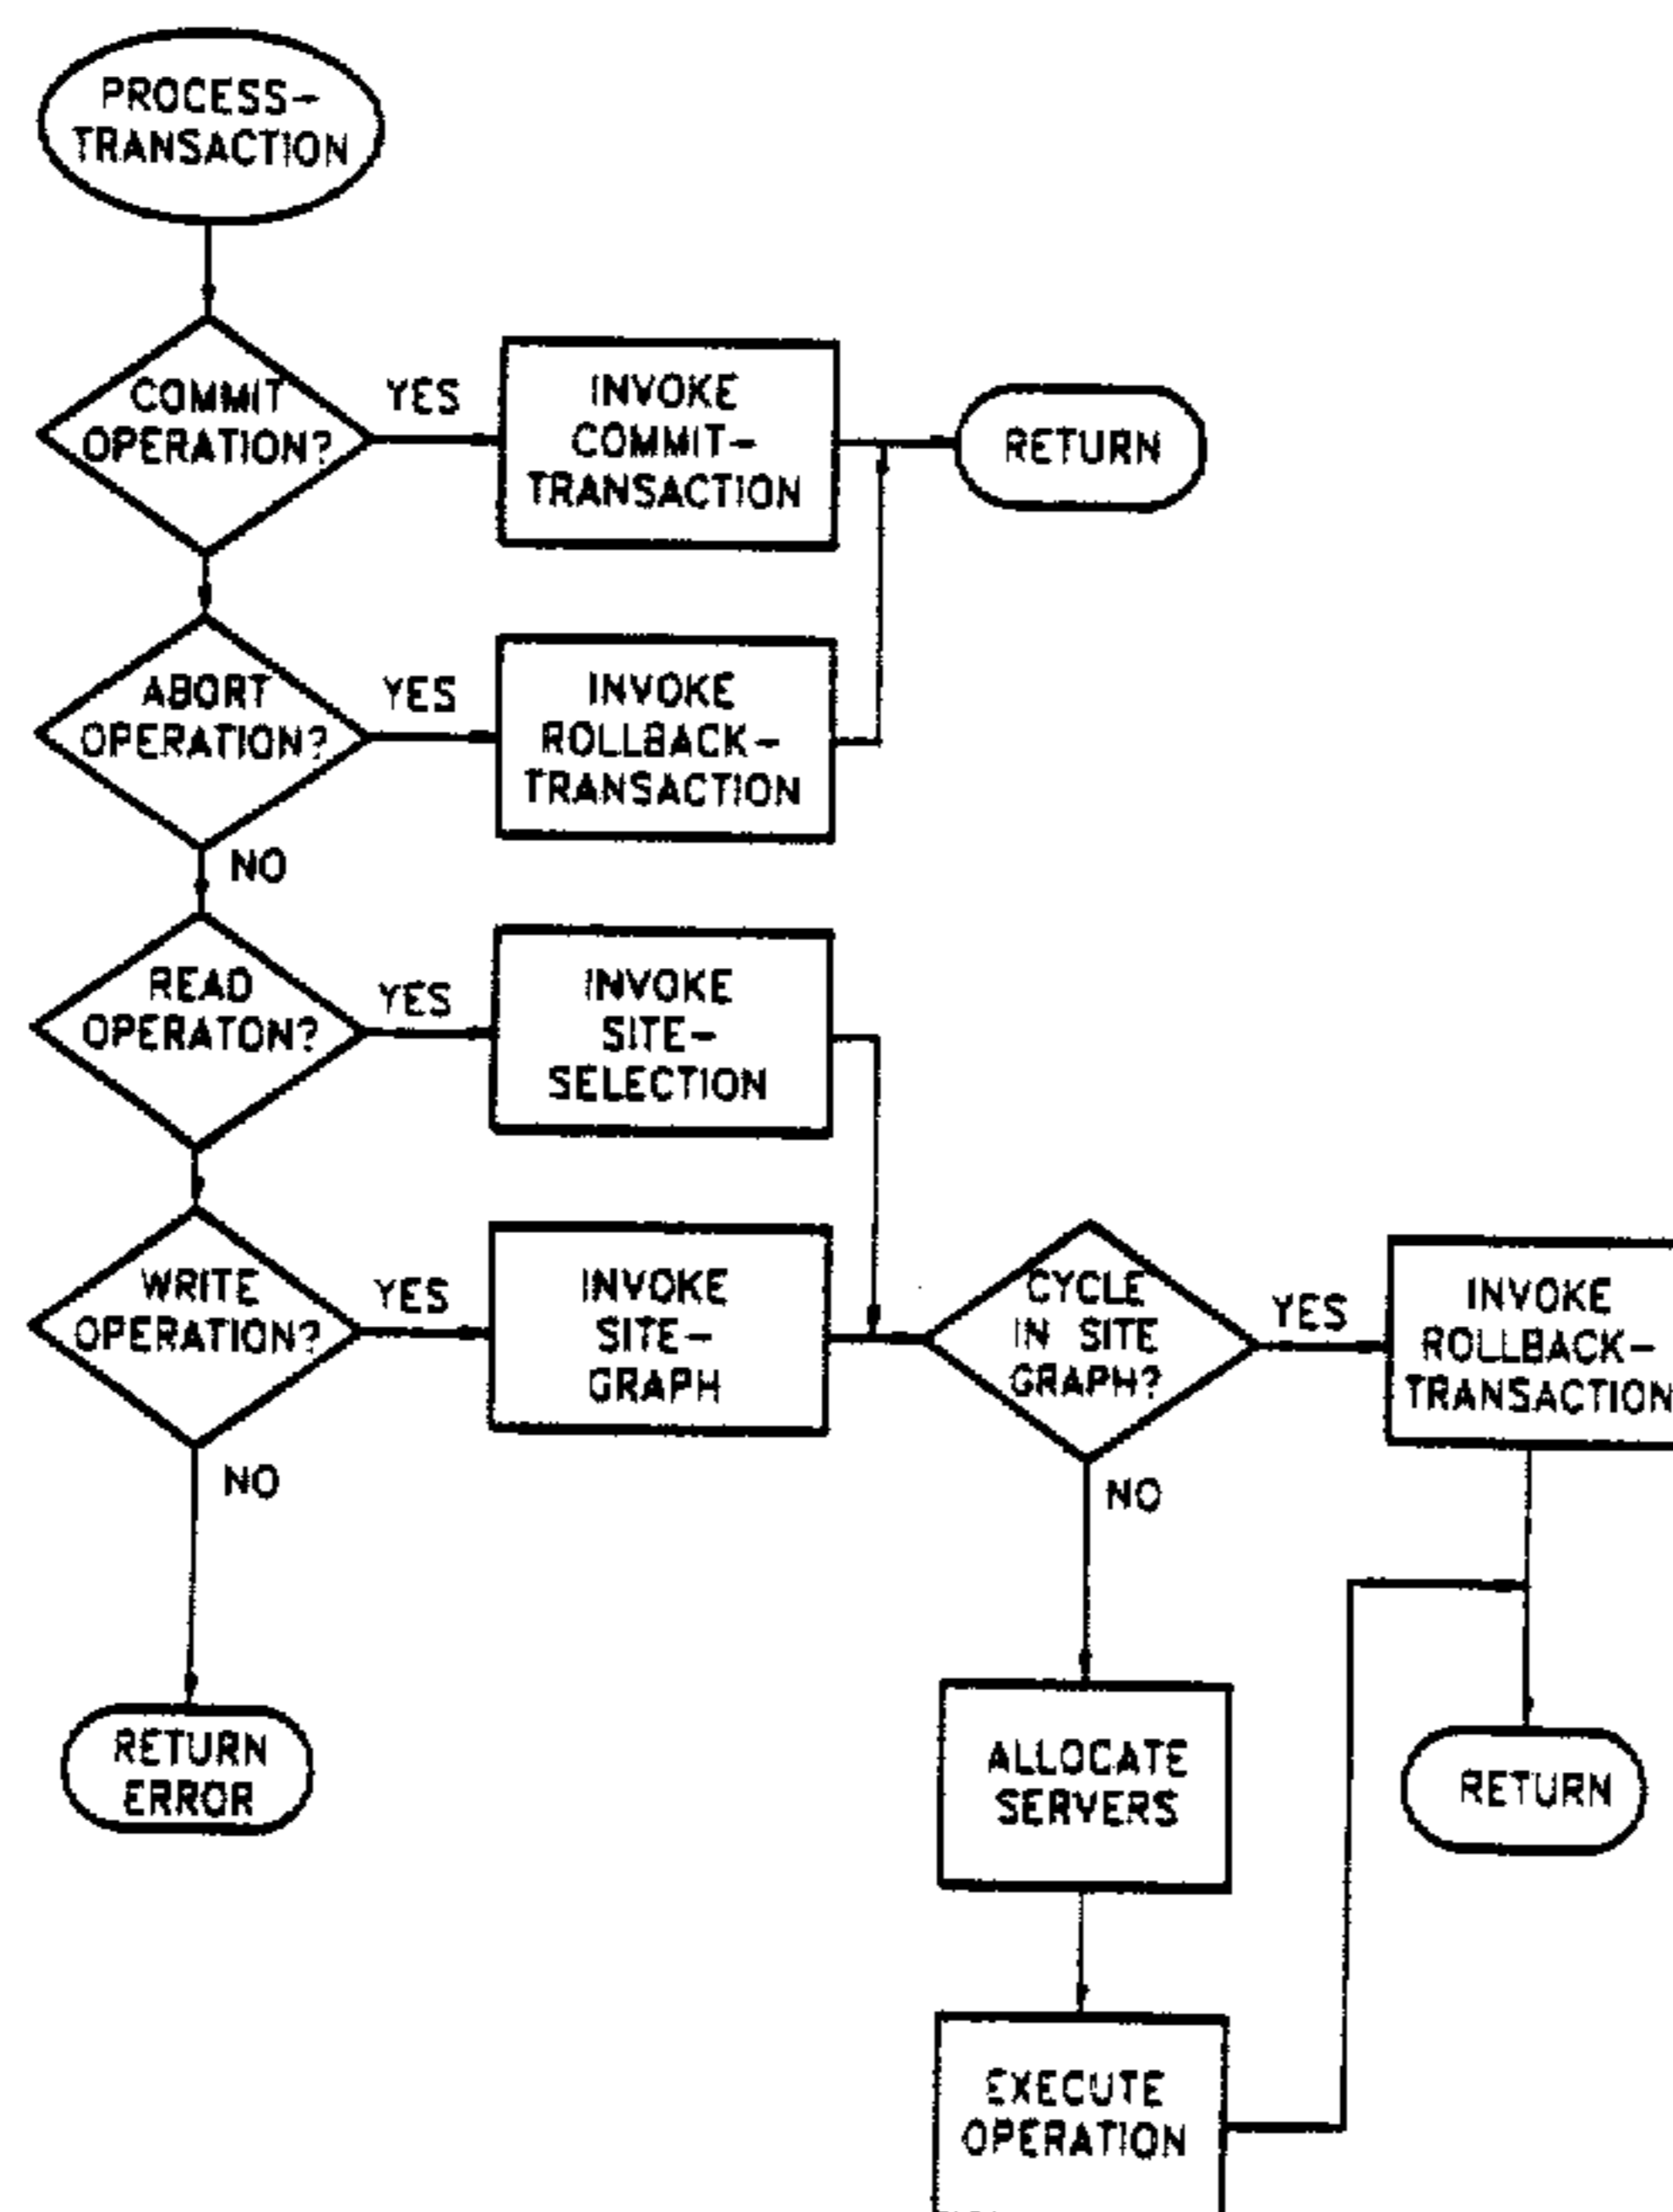 PROCESS-
TRANSACTION
COMMIT
OPERATION?
YES
INVOKE
COMMIT-
TRANSACTION
RETURN
ABORT
OPERATION?
YES
INVOKE
ROLLBACK-
TRANSACTION
NO
READ
OPERATON?
YES
INVOKE
SITE-
SELECTION
WRITE
OPERATION?
YES
INVOKE
SITE-
GRAPH
CYCLE
IN SITE
GRAPH?
YES
INVOKE
ROLLBACK-
TRANSACTION
NO
NO
RETURN
ERROR
ALLOCATE
SERVERS
RETURN
EXECUTE
OPERATION